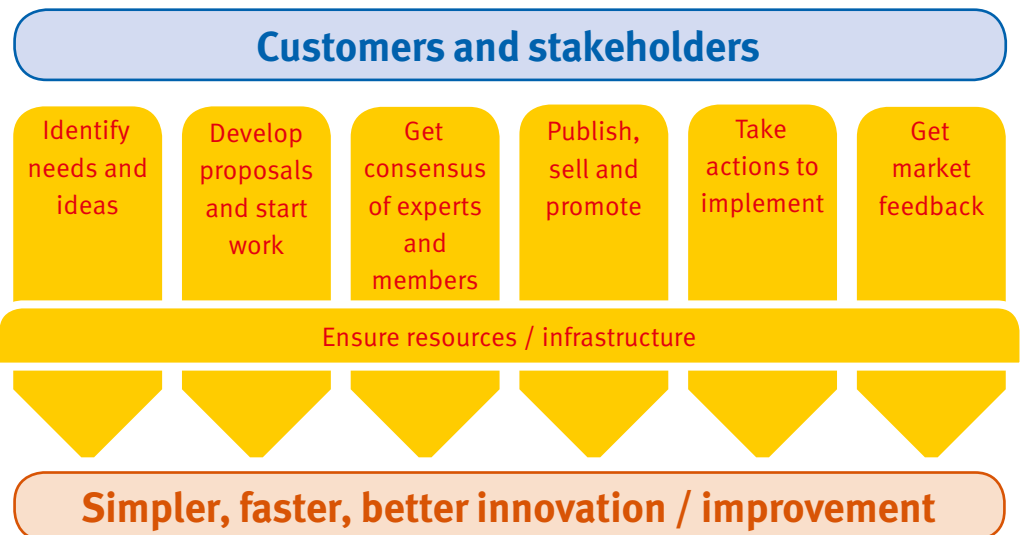 Customers and stakeholders
Identify
needs and
ideas
Develop
proposals
and start
work
Get
consensus
of experts
and
members
Publish,
sell and
promote
Take
actions to
implement
Get
market
feedback
Ensure resources / infrastructure
Simpler, faster, better innovation / improvement